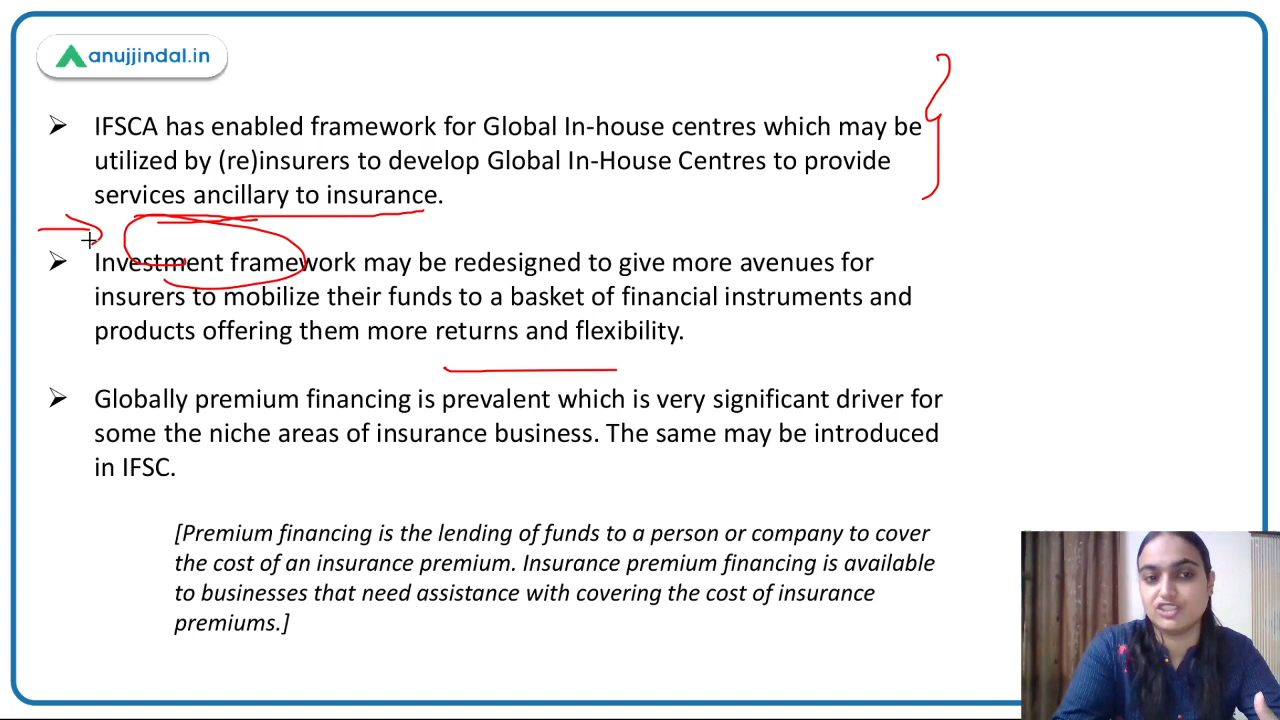 anujjindal.in
➢ IFSCA has enabled framework for Global In-house centres which may be
utilized by (re)insurers to develop Global In-House Centres to provide
services ancillary to insurance.
➢ Investment framework may be redesigned to give more avenues for
insurers to mobilize their funds to a basket of financial instruments and
products offering them more returns and flexibility.
➢ Globally premium financing is prevalent which is very significant driver for
some the niche areas of insurance business. The same may be introduced
in IFSC.
[Premium financing is the lending of funds to a person or company to cover
the cost of an insurance premium. Insurance premium financing is available
to businesses that need assistance with covering the cost of insurance
premiums.]